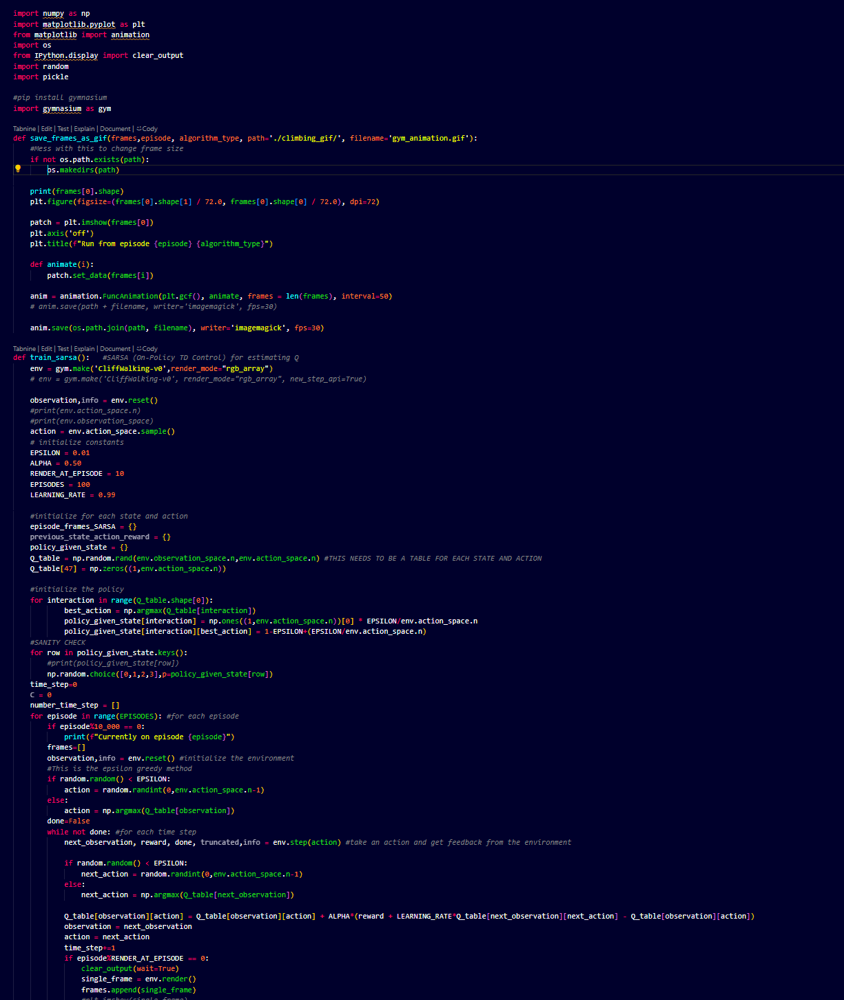 import numpy as np
import matplotlib.pyplot as plt
from matplotlib import animation
import os
from IPython.display import clear_output
import random
import pickle

#pip install gymnasium
import gymnasium as gym

Tabnine | Edit | Test | Explain | Document | Cody
def save_frames_as_gif(frames,episode, algorithm_type, path='./climbing_gif/', filename='gym_animation.gif'):
    #Mess with this to change frame size
    if not os.path.exists(path):
        os.makedirs(path)

    print(frames[0].shape)
    plt.figure(figsize=(frames[0].shape[1] / 72.0, frames[0].shape[0] / 72.0), dpi=72)

    patch = plt.imshow(frames[0])
    plt.axis('off')
    plt.title(f"Run from episode {episode} {algorithm_type}")

    def animate(i):
        patch.set_data(frames[i])

    anim = animation.FuncAnimation(plt.gcf(), animate, frames = len(frames), interval=50)
    # anim.save(path + filename, writer='imagemagick', fps=30)

    anim.save(os.path.join(path, filename), writer='imagemagick', fps=30)

Tabnine | Edit | Test | Explain | Document | Cody
def train_sarsa():   #SARSA (On-Policy TD Control) for estimating Q
    env = gym.make('CliffWalking-v0',render_mode="rgb_array")
    # env = gym.make('CliffWalking-v0', render_mode="rgb_array", new_step_api=True)

    observation,info = env.reset()
    #print(env.action_space.n)
    #print(env.observation_space)
    action = env.action_space.sample()
    # initialize constants
    EPSILON = 0.01
    ALPHA = 0.50
    RENDER_AT_EPISODE = 10
    EPISODES = 100
    LEARNING_RATE = 0.99

    #initialize for each state and action
    episode_frames_SARSA = {}
    previous_state_action_reward = {}
    policy_given_state = {}
    Q_table = np.random.rand(env.observation_space.n,env.action_space.n) #THIS NEEDS TO BE A TABLE FOR EACH STATE AND ACTION
    Q_table[47] = np.zeros((1,env.action_space.n))

    #initialize the policy
    for interaction in range(Q_table.shape[0]):
            best_action = np.argmax(Q_table[interaction])
            policy_given_state[interaction] = np.ones((1,env.action_space.n))[0] * EPSILON/env.action_space.n
            policy_given_state[interaction][best_action] = 1-EPSILON+(EPSILON/env.action_space.n)
    #SANITY CHECK
    for row in policy_given_state.keys():
        #print(policy_given_state[row])
        np.random.choice([0,1,2,3],p=policy_given_state[row])
    time_step=0
    C = 0
    number_time_step = []
    for episode in range(EPISODES): #for each episode
        if episode%10_000 == 0:
            print(f"Currently on episode {episode}")
        frames=[]
        observation,info = env.reset() #initialize the environment
        #This is the epsilon greedy method
        if random.random() < EPSILON:
            action = random.randint(0,env.action_space.n-1)
        else:
            action = np.argmax(Q_table[observation])
        done=False
        while not done: #for each time step
            next_observation, reward, done, truncated,info = env.step(action) #take an action and get feedback from the environment

            if random.random() < EPSILON:
                next_action = random.randint(0,env.action_space.n-1)
            else:
                next_action = np.argmax(Q_table[next_observation])

            Q_table[observation][action] = Q_table[observation][action] + ALPHA*(reward + LEARNING_RATE*Q_table[next_observation][next_action] - Q_table[observation][action])
            observation = next_observation
            action = next_action
            time_step+=1
            if episode%RENDER_AT_EPISODE == 0:
                clear_output(wait=True)
                single_frame = env.render()
                frames.append(single_frame)
                #plt.imshow(single_frame)